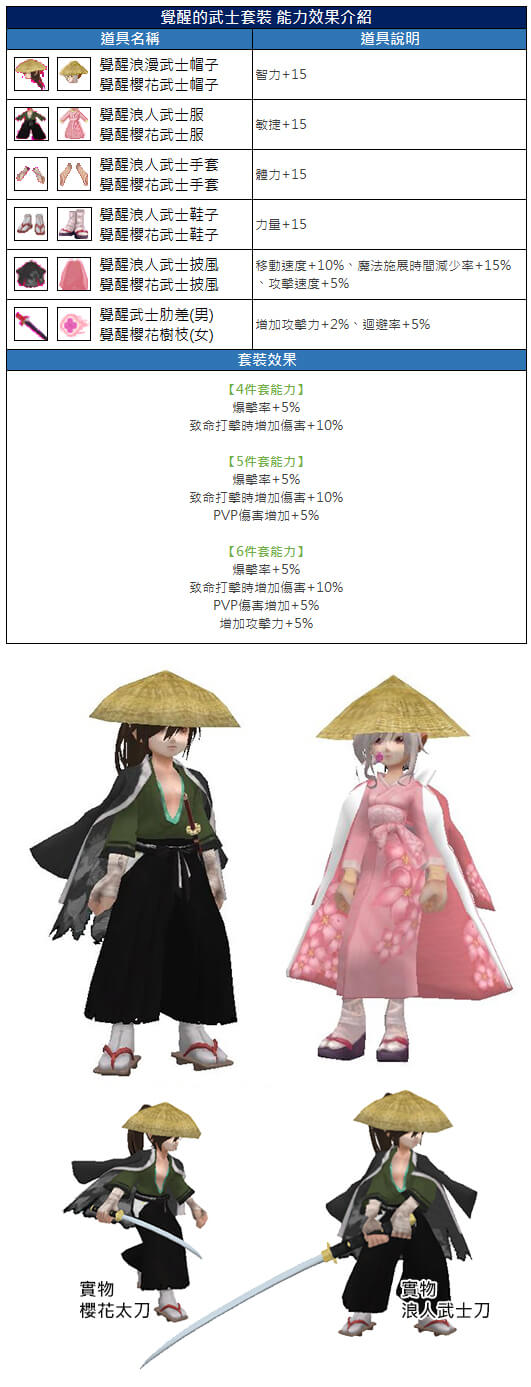 覺醒的武士套裝 能力效果介紹
道具名稱
道具說明
覺醒浪漫武士帽子
覺醒櫻花武士帽子
智力+15
覺醒浪人武士服
覺醒櫻花武士服
敏捷+15
覺醒浪人武士手套
覺醒櫻花武士手套
體力+15
覺醒浪人武士鞋子
覺醒櫻花武士鞋子
力量+15
覺醒浪人武士披風
覺醒櫻花武士披風
移動速度+10%、魔法施展時間減少率+15%
、攻擊速度+5%
覺醒武士肋差(男)
覺醒櫻花樹枝(女)
增加攻擊力+2%、迴避率+5%
套裝效果
【4件套能力】
爆擊率+5%
致命打擊時增加傷害+10%
【5件套能力】
爆擊率+5%
致命打擊時增加傷害+10%
PVP傷害增加+5%
【6件套能力】
爆擊率+5%
致命打擊時增加傷害+10%
PVP傷害增加+5%
增加攻擊力+5%
實物
櫻花太刀
實物
浪人武士刀